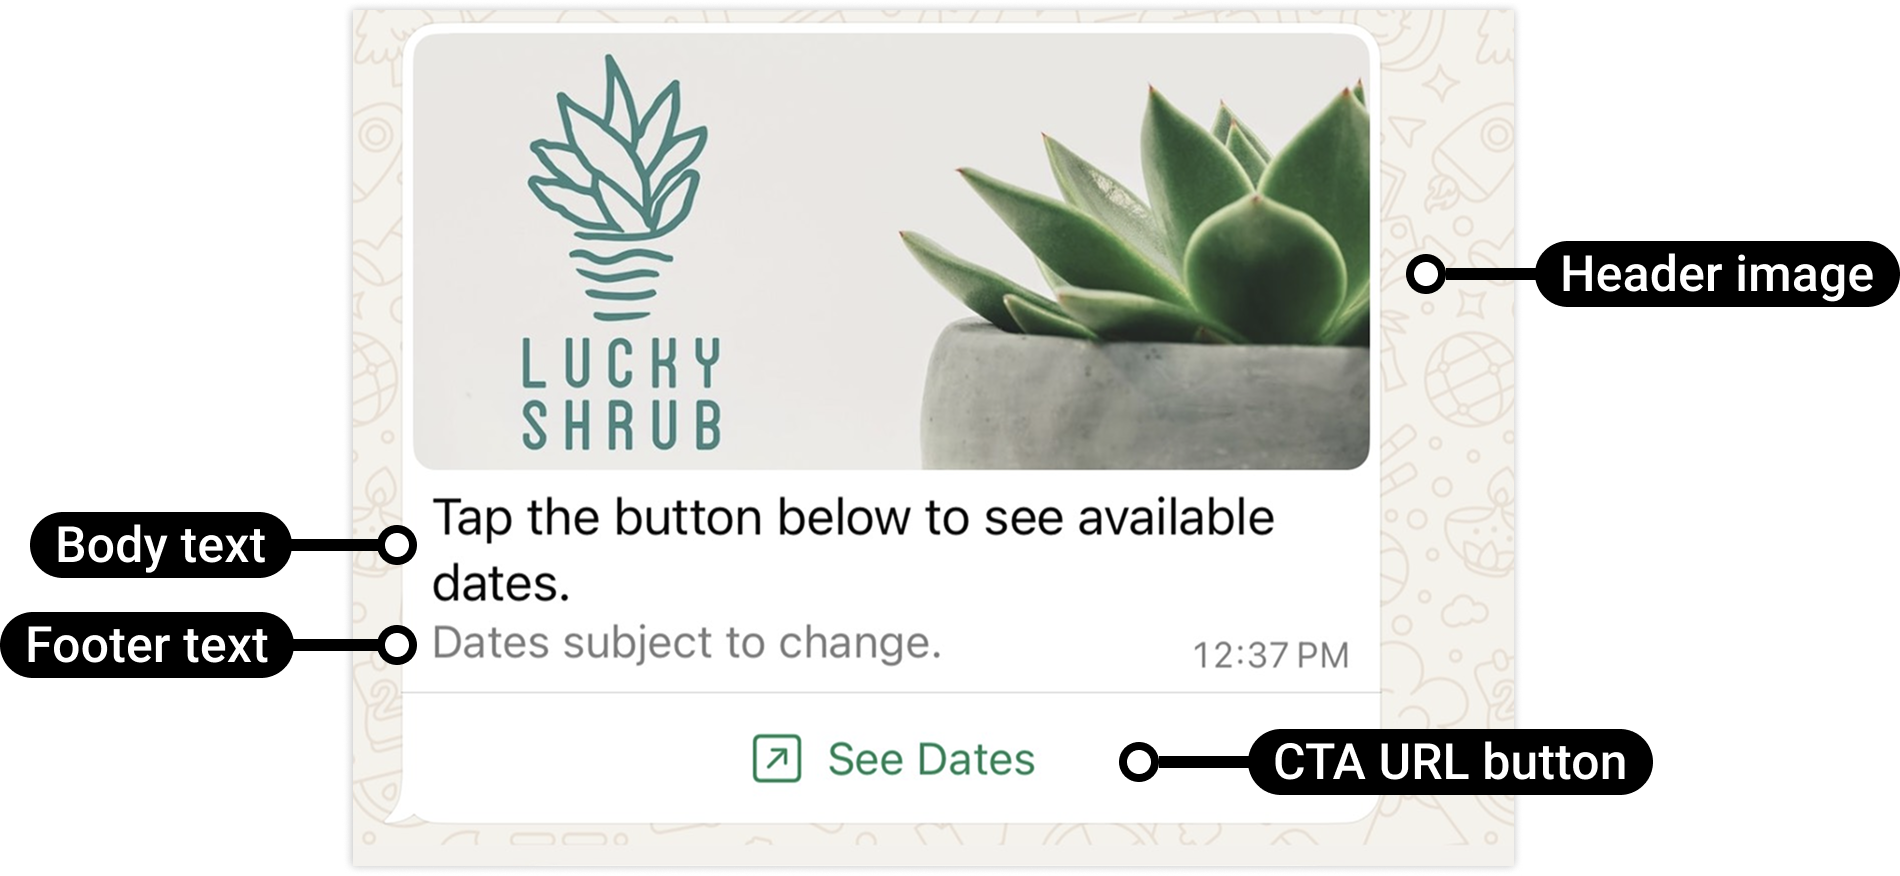 LUCKY
SHRUB
Header image
Tap the button below to see available
dates.
Body text
Dates subject to change.
Footer text
12:37 PM
See Dates
CTA URL button